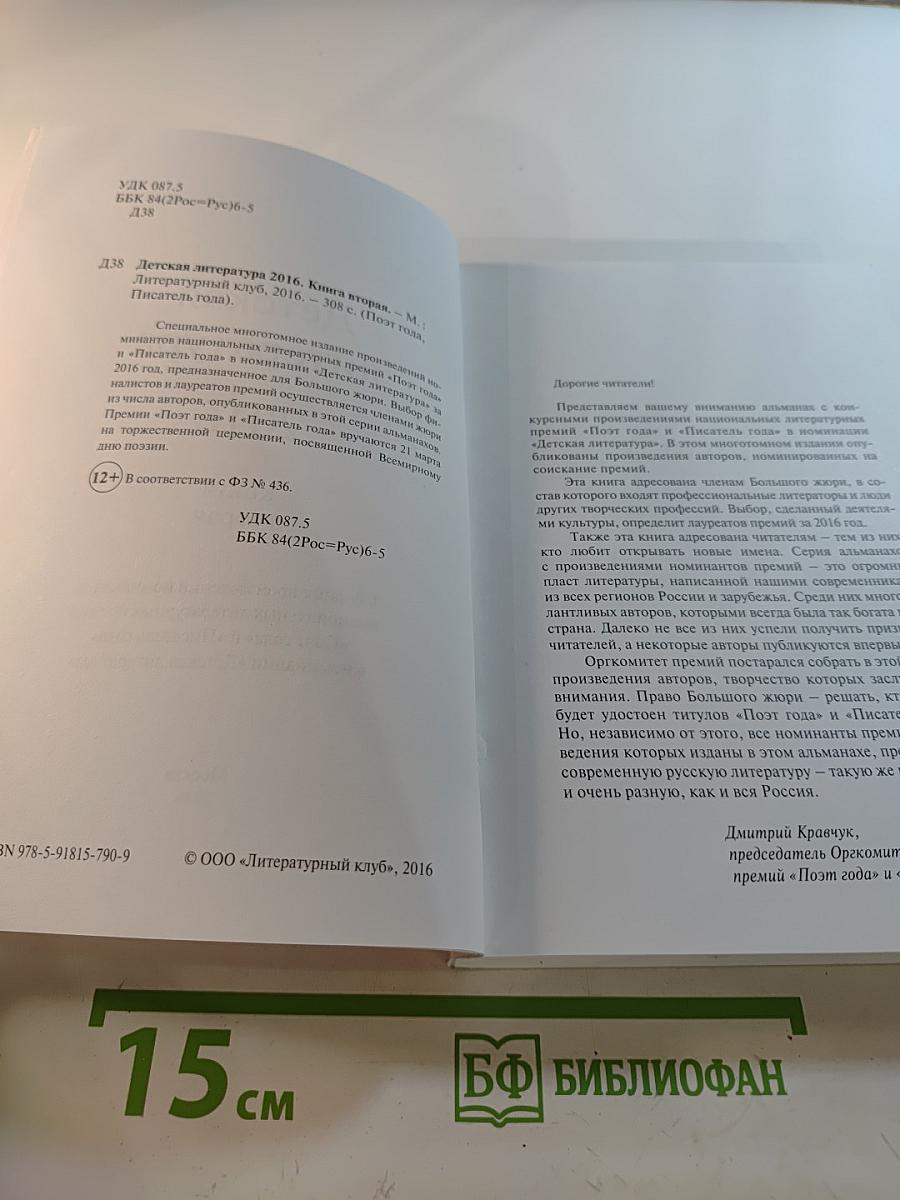 УДК 087.5
ББК 84(2Рос=Рус)6-5
Д38
Д38 Детская литература 2016. Книга вторая. – М. :
Литературный клуб, 2016. – 308 с. (Поэт года,
Писатель года).
Специальное многотомное издание произведений но-
минантов национальных литературных премий «Поэт года»
и «Писатель года» в номинации «Детская литература» за
2016 год, предназначенное для Большого жюри. Выбор фи-
налистов и лауреатов премий осуществляется членами жюри
из числа авторов, опубликованных в этой серии альманахов.
Премии «Поэт года» и «Писатель года» вручаются 21 марта
на торжественной церемонии, посвященной Всемирному
дню поэзии.
12+ В соответствии с ФЗ № 436.
УДК 087.5
ББК 84(2Рос=Рус)6-5
BN 978-5-91815-790-9
© ООО «Литературный клуб», 2016
Дорогие читатели!
Представляем вашему вниманию альманах с кон-
курсными произведениями национальных литературных
премий «Поэт года» и «Писатель года» в номинации
«Детская литература». В этом многотомном издании опу-
бликованы произведения авторов, номинированных на
соискание премий.
Эта книга адресована членам Большого жюри, в со-
став которого входят профессиональные литераторы и люди
других творческих профессий. Выбор, сделанный деятеля-
ми культуры, определит лауреатов премий за 2016 год.
Также эта книга адресована читателям – тем из них,
кто любит открывать новые имена. Серия альманахо
с произведениями номинантов премий – это огромн
пласт литературы, написанной нашими современника
из всех регионов России и зарубежья. Среди них много
лантливых авторов, которыми всегда была так богата
страна. Далеко не все из них успели получить приз
читателей, а некоторые авторы публикуются впервы
Оргкомитет премий постарался собрать в этой
произведения авторов, творчество которых засл
внимания. Право Большого жюри – решать, кт
будет удостоен титулов «Поэт года» и «Писате
Но, независимо от этого, все номинанты преми
ведения которых изданы в этом альманахе, пр
современную русскую литературу – такую же
и очень разную, как и вся Россия.
Дмитрий Кравчук,
председатель Оргкомит
премий «Поэт года» и «
15 см
БФ БИБЛИОФАН